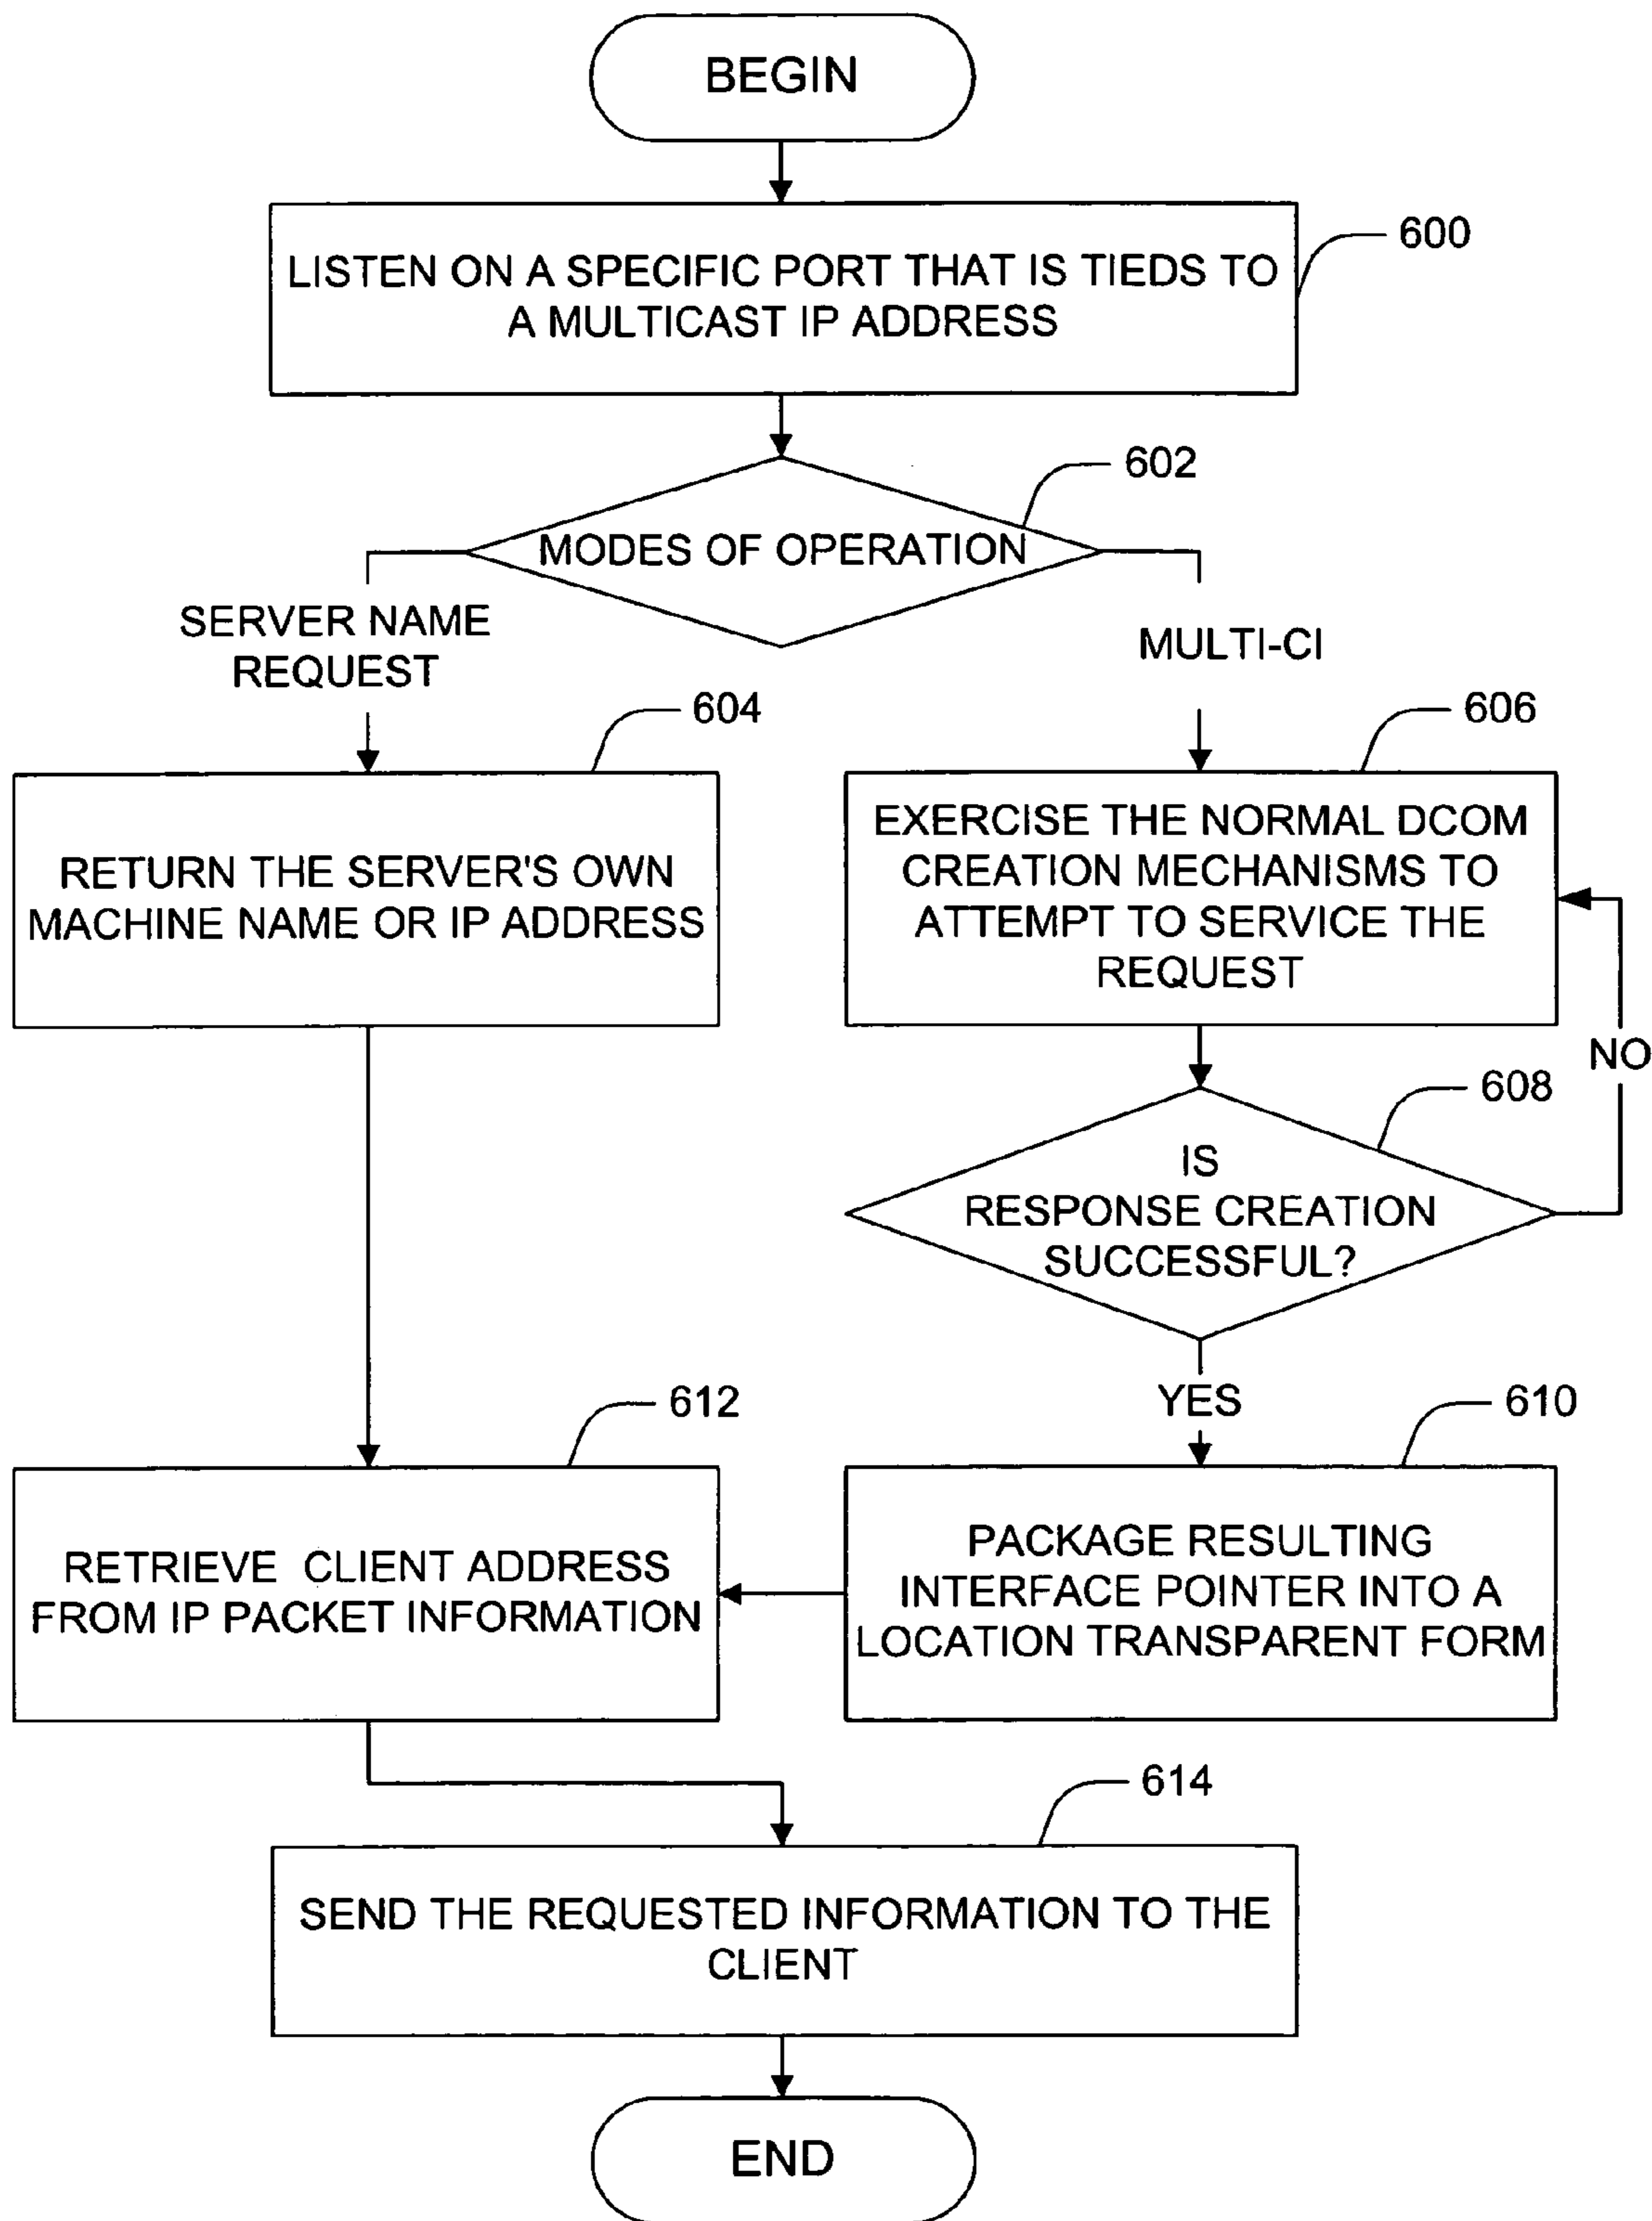 BEGIN
LISTEN ON A SPECIFIC PORT THAT IS TIEDS TO
A MULTICAST IP ADDRESS
600
MODES OF OPERATION
602
SERVER NAME
REQUEST
MULTI-CI
604
RETURN THE SERVER'S OWN
MACHINE NAME OR IP ADDRESS
606
EXERCISE THE NORMAL DCOM
CREATION MECHANISMS TO
ATTEMPT TO SERVICE THE
REQUEST
NO
608
IS
RESPONSE CREATION
SUCCESSFUL?
YES
612
RETRIEVE CLIENT ADDRESS
FROM IP PACKET INFORMATION
610
PACKAGE RESULTING
INTERFACE POINTER INTO A
LOCATION TRANSPARENT FORM
614
SEND THE REQUESTED INFORMATION TO THE
CLIENT
END